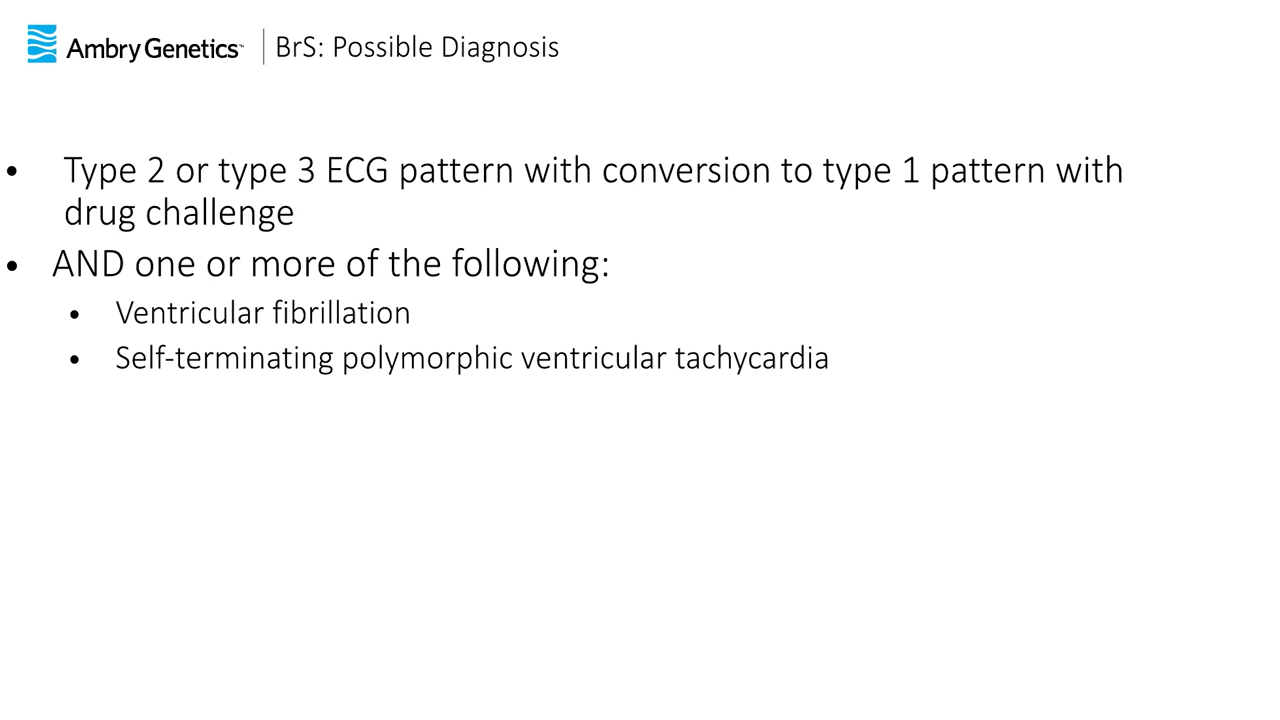 Ambry Genetics™ BrS: Possible Diagnosis
• Type 2 or type 3 ECG pattern with conversion to type 1 pattern with
drug challenge
• AND one or more of the following:
• Ventricular fibrillation
• Self-terminating polymorphic ventricular tachycardia